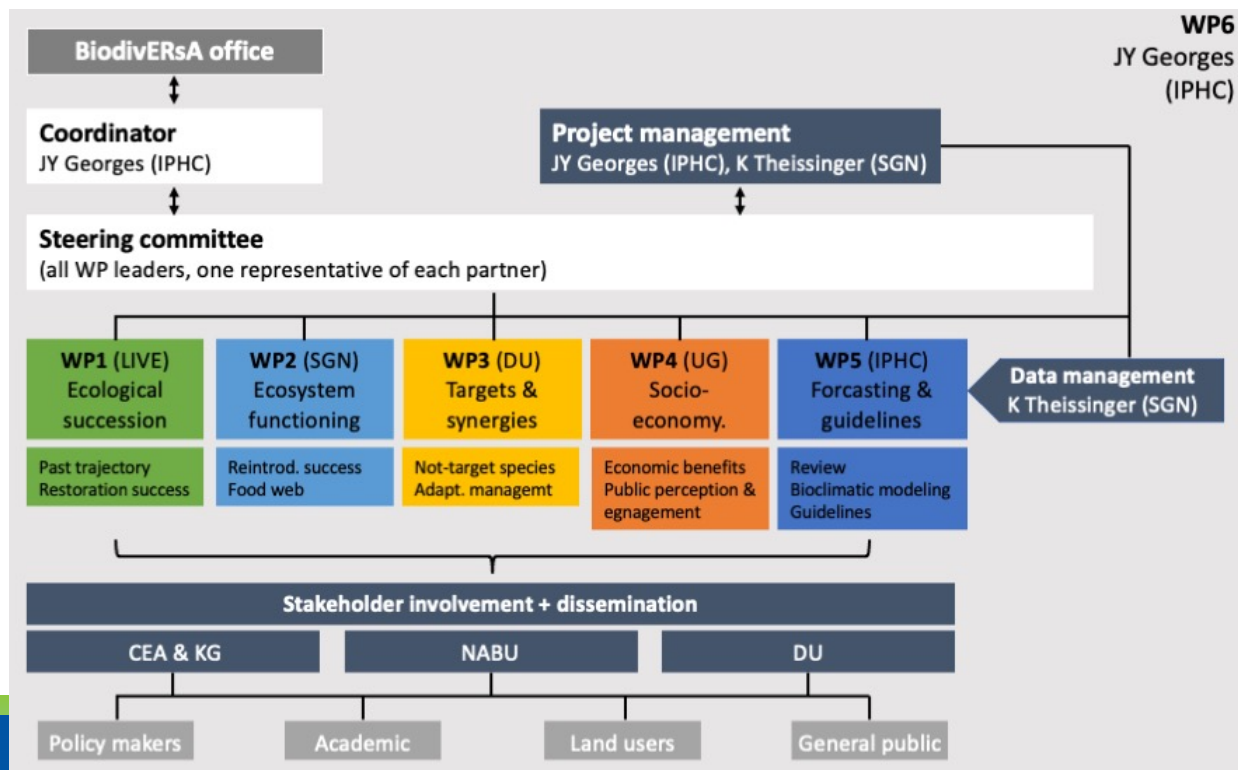 WP6
JY Georges
(IPHC)
BiodivERsA office
Coordinator
JY Georges (IPHC)
Project management
JY Georges (IPHC), K Theissinger (SGN)
Steering committee
(all WP leaders, one representative of each partner)
WP1 (LIVE)
Ecological
succession
Past trajectory
Restoration success
WP2 (SGN)
Ecosystem
functioning
Reintrod. success
Food web
WP3 (DU)
Targets &
synergies
Not-target species
Adapt. managemt
WP4 (UG)
Socio-
economy.
Economic benefits
Public perception &
egnagement
WP5 (IPHC)
Forcasting &
guidelines
Review
Bioclimatic modeling
Guidelines
Data management
K Theissinger (SGN)
Stakeholder involvement + dissemination
CEA & KG
NABU
DU
Policy makers
Academic
Land users
General public